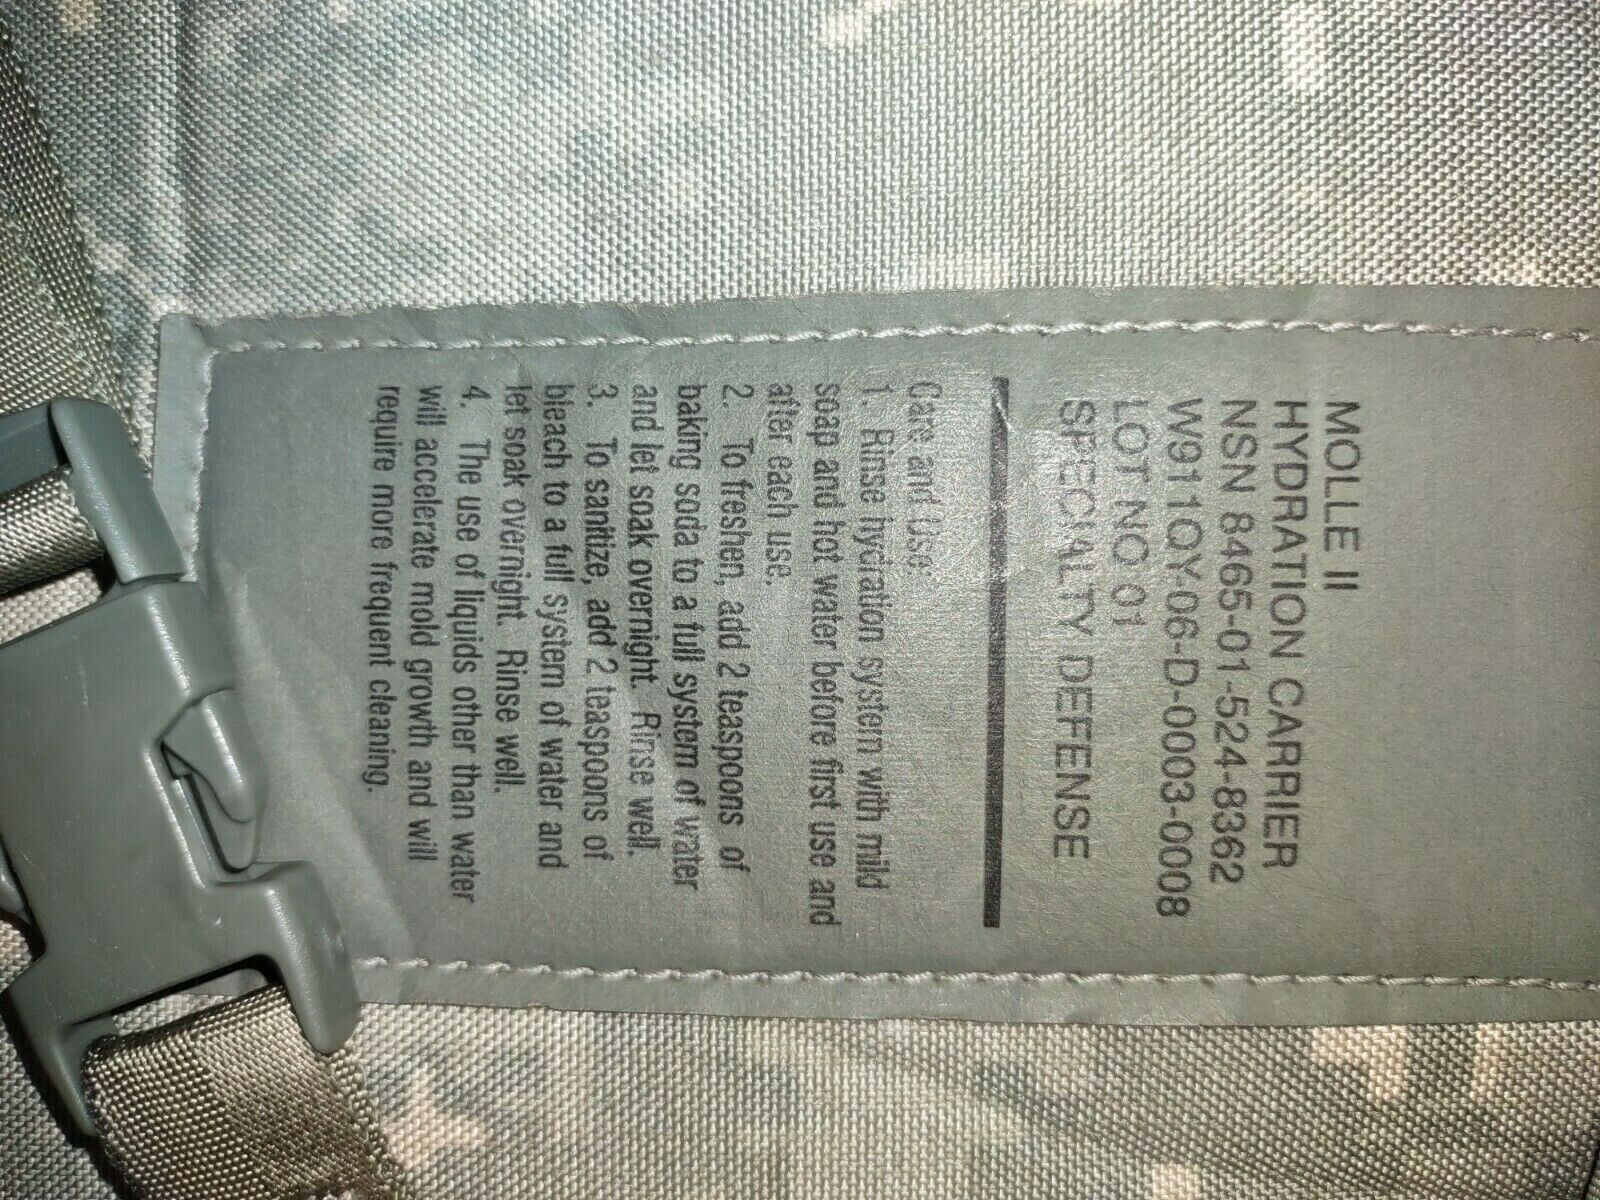 MOLLE II
HYDRATION CARRIER
NSN 8465-01-524-8362
W911QY-06-D-0003-0008
LOT NO 01
SPECIALTY DEFENSE
Care and Use:
1. Rinse hydration system with mild
soap and hot water before first use and
after each use.
2. To freshen, add 2 teaspoons of
baking soda to a full system of water
and let soak overnight. Rinse well.
3. To sanitize, add 2 teaspoons of
bleach to a full, system of water and
let soak overnight. Rinse well.
4. The use of liquids other than water
will accelerate mold growth and will
require more frequent cleaning.